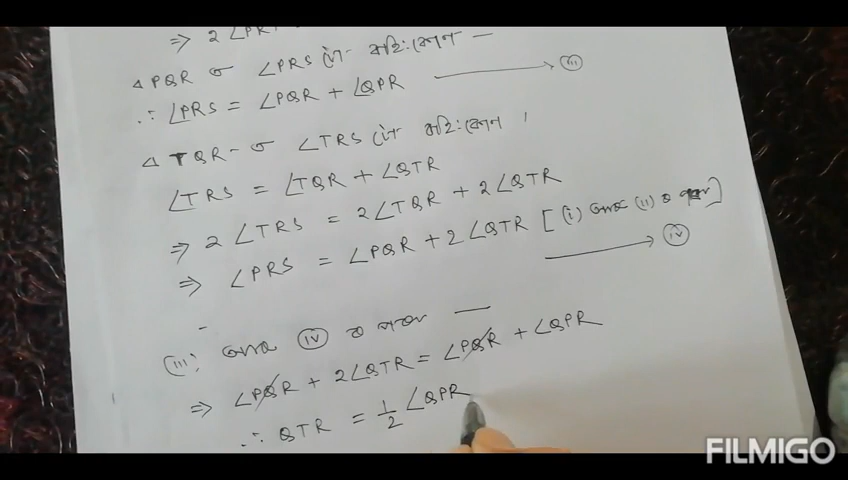 ⇒ 2 ∠PR
△PQR ত ∠PRS বহিঃকোণ —
∴ ∠PRS = ∠PQR + ∠QPR ⟶ (iii)
△TQR- ত ∠TRS বহিঃকোণ ।
∠TRS = ∠TQR + ∠QTR
⇒ 2 ∠TRS = 2∠TQR + 2∠QTR
⇒ ∠PRS = ∠PQR + 2∠QTR [(i) আৰু (ii) ৰ পৰা] ⟶ (iv)
(iii) আৰু (iv) ৰ পৰা —
⇒ ∠PQR + 2∠QTR = ∠PQR + ∠QPR
∴ QTR = 1/2 ∠QPR
FILMIGO